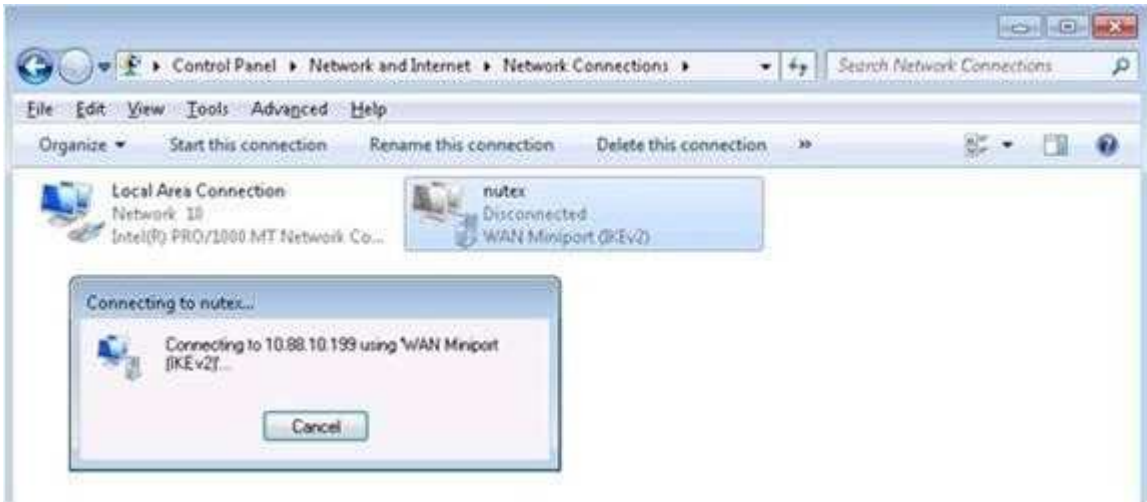 Control Panel Network and Internet Network Connections Search Network Connections
File Edit View Tools Advanced Help
Organize Start this connection Rename this connection Delete this connection »
Local Area Connection
Network 18
Intel(R) PRO/1000 MT Network Co...
nutex
Disconnected
WAN Miniport (IKEv2)
Connecting to nutex...
Connecting to 10.88.10.199 using 'WAN Miniport
(IKEv2)'...
Cancel